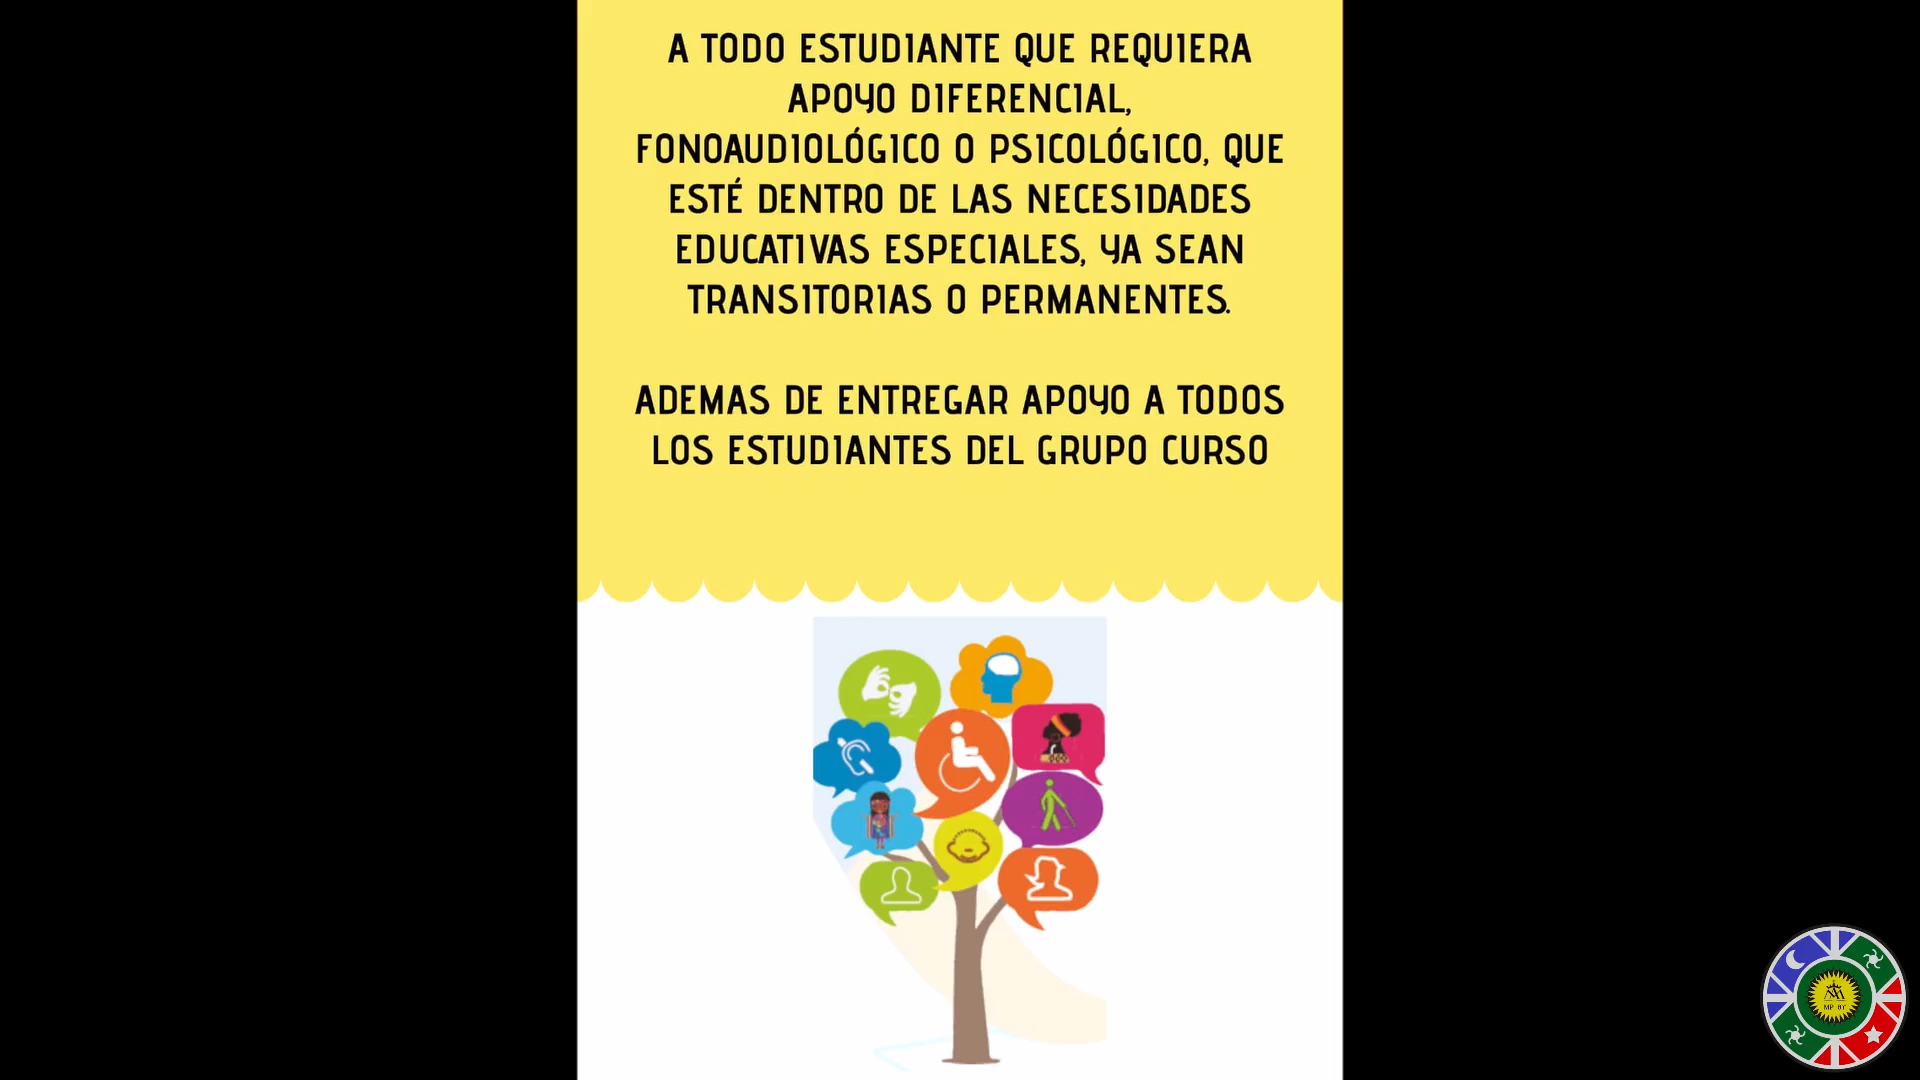 A TODO ESTUDIANTE QUE REQUIERA
APOYO DIFERENCIAL,
FONOAUDIOLÓGICO O PSICOLÓGICO, QUE
ESTÉ DENTRO DE LAS NECESIDADES
EDUCATIVAS ESPECIALES, YA SEAN
TRANSITORIAS O PERMANENTES.
ADEMAS DE ENTREGAR APOYO A TODOS
LOS ESTUDIANTES DEL GRUPO CURSO